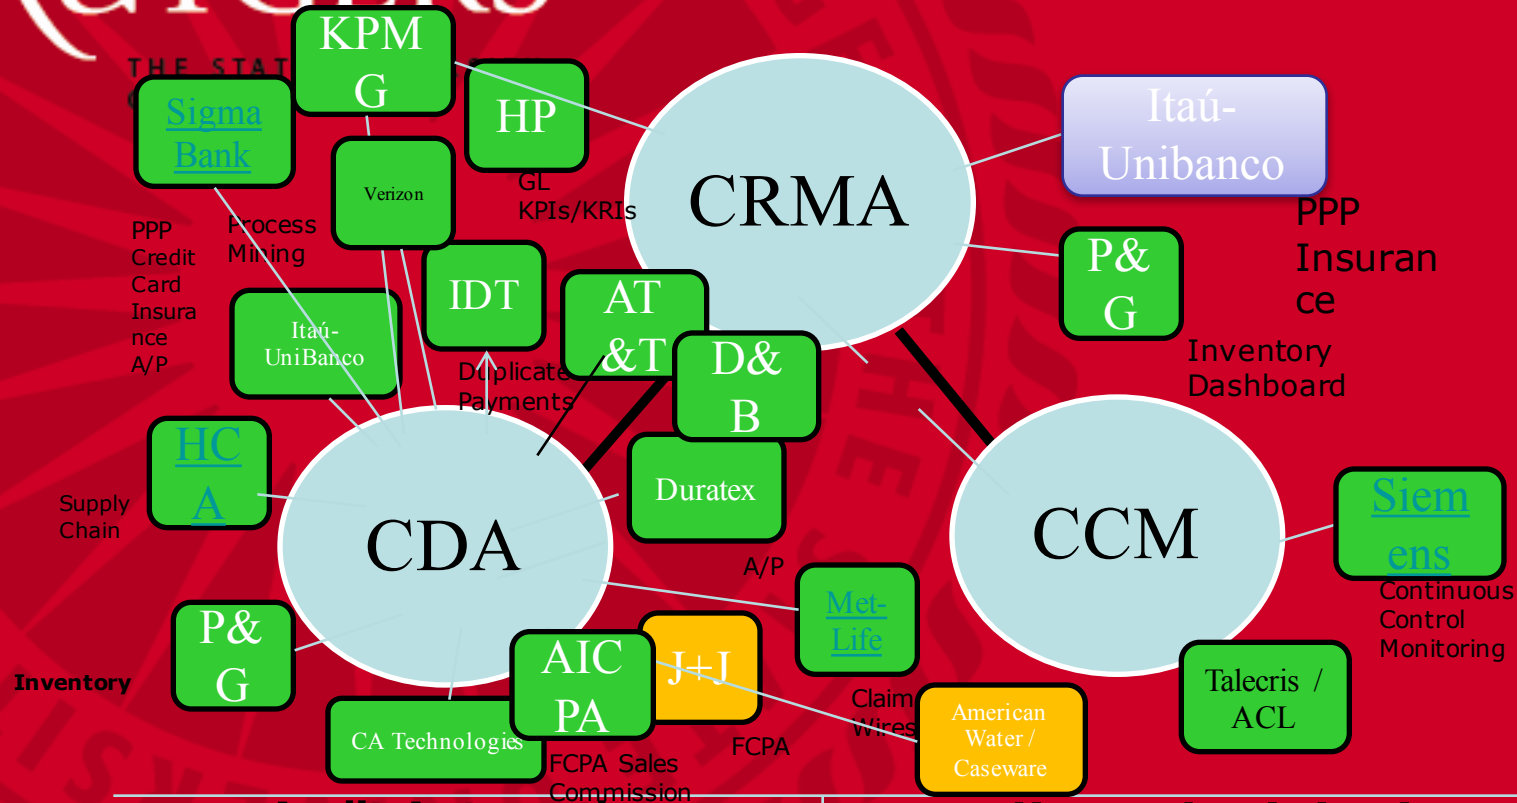 KPM
G
THE STAT
HP
Sigma
Bank
Itaú-
Unibanco
CRMA
Verizon
GL
KPIs/KRIs
PPP
Credit
Card
Insura
nce
A/P
Process
Mining
PPP
Insuran
ce
P&
G
IDT
AT
&T
Itaú-
UniBanco
D&
B
Inventory
Dashboard
Duplicate
Payments
HC
A
Supply
Chain
Duratex
CDA
CCM
Siem
ens
A/P
Continuous
Control
Monitoring
Met-
Life
P&
G
Inventory
AIC
PA
J+J
Talecris /
ACL
Claim
Wires
American
Water /
Caseware
CA Technologies
FCPA
FCPA Sales
Commission
THE